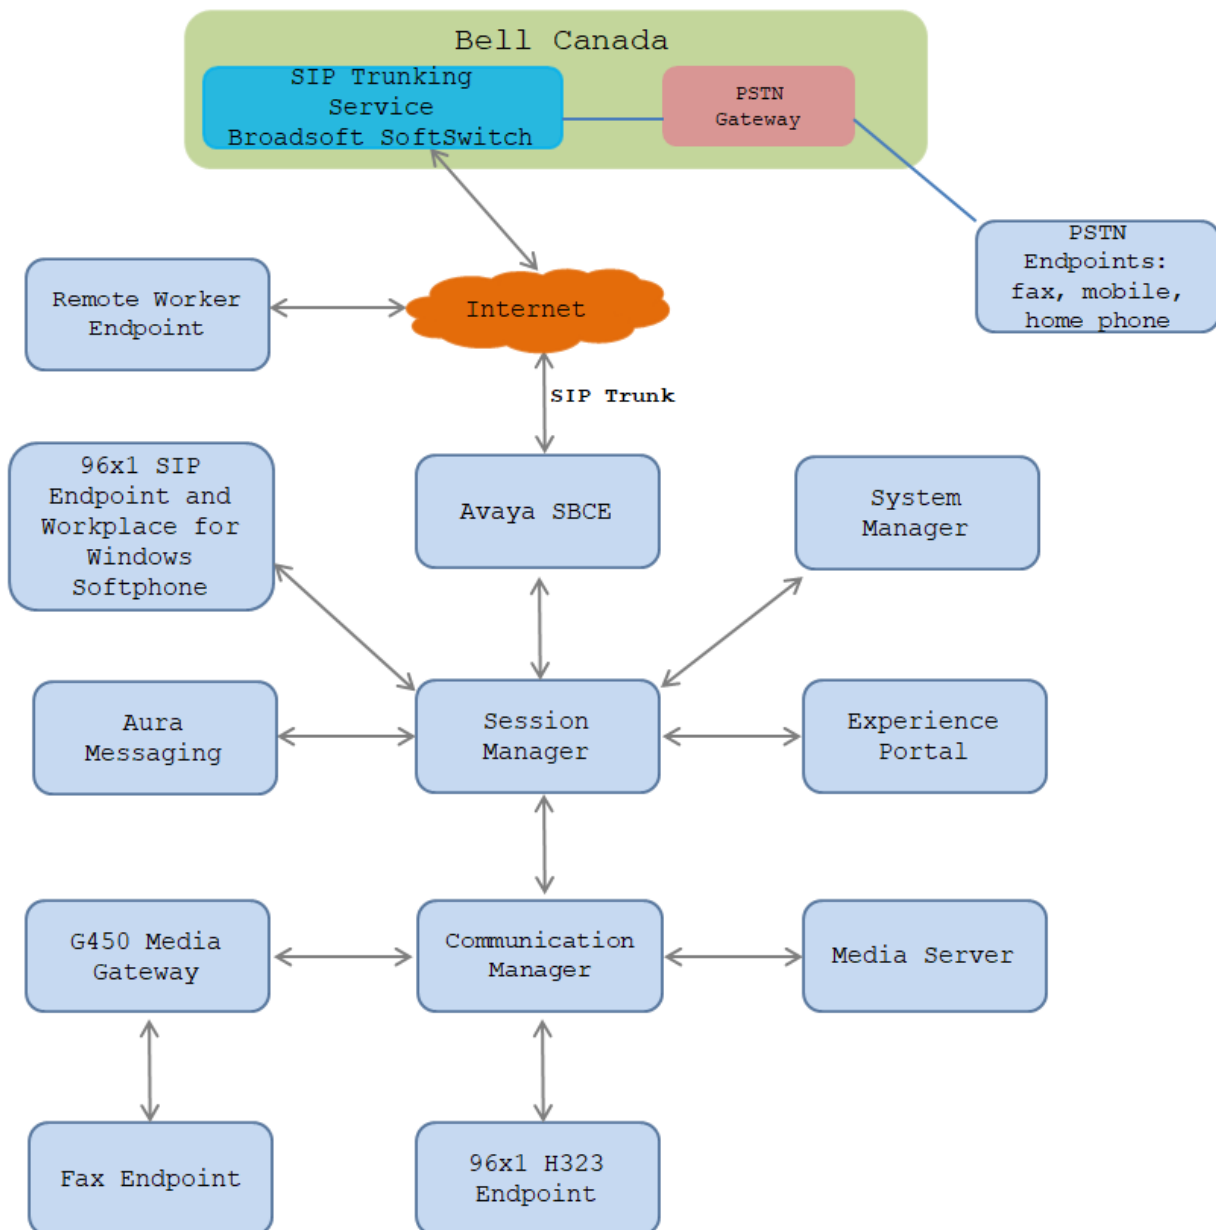 Bell Canada
SIP Trunking
Service
Broadsoft SoftSwitch
PSTN
Gateway
PSTN
Endpoints:
fax, mobile,
home phone
Remote Worker
Endpoint
Internet
SIP Trunk
96x1 SIP
Endpoint and
Workplace for
Windows
Softphone
Avaya SBCE
System
Manager
Aura
Messaging
Session
Manager
Experience
Portal
G450 Media
Gateway
Communication
Manager
Media Server
Fax Endpoint
96x1 H323
Endpoint